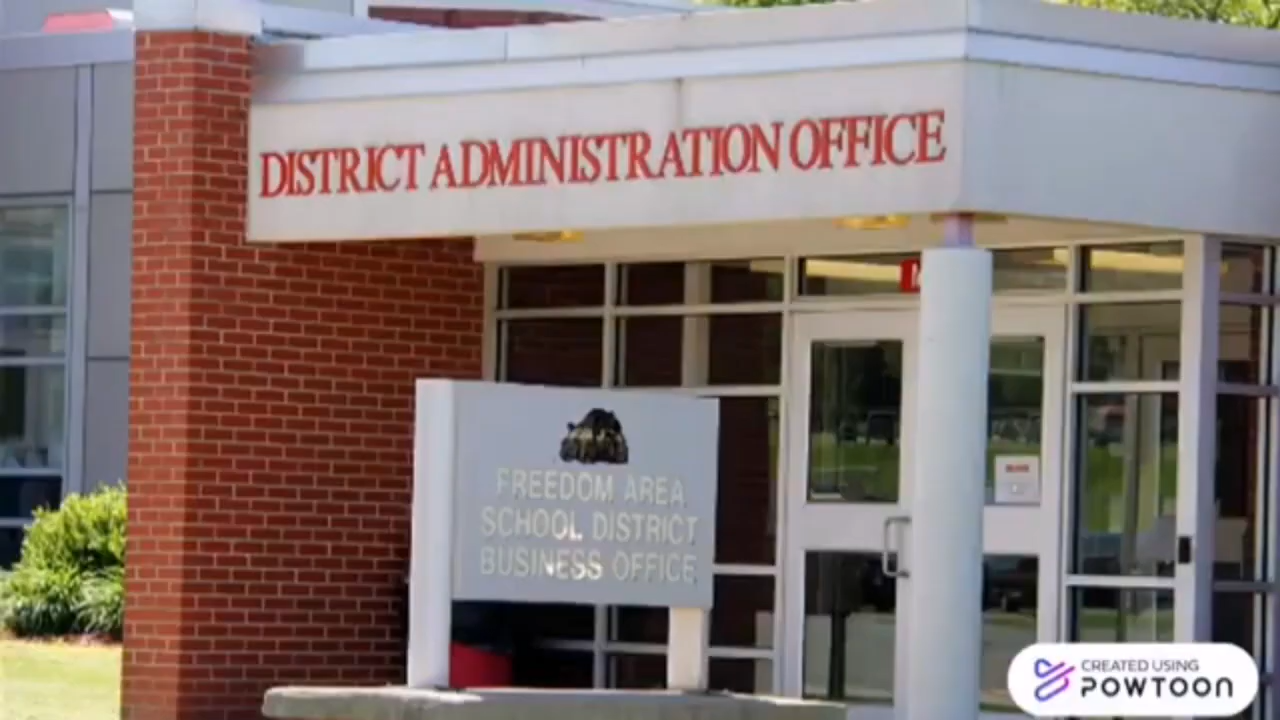 DISTRICT ADMINISTRATION OFFICE
FREEDOM AREA
SCHOOL DISTRICT
BUSINESS OFFICE
CREATED USING
POWTOON